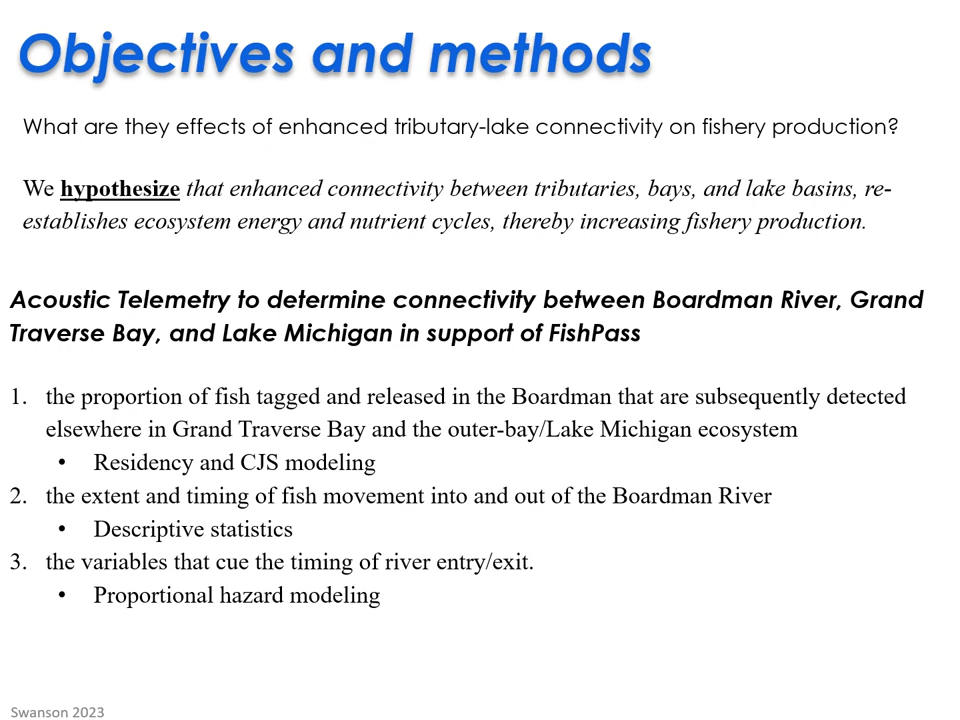 Objectives and methods
What are they effects of enhanced tributary-lake connectivity on fishery production?
We hypothesize that enhanced connectivity between tributaries, bays, and lake basins, re-
establishes ecosystem energy and nutrient cycles, thereby increasing fishery production.
Acoustic Telemetry to determine connectivity between Boardman River, Grand
Traverse Bay, and Lake Michigan in support of FishPass
1. the proportion of fish tagged and released in the Boardman that are subsequently detected
elsewhere in Grand Traverse Bay and the outer-bay/Lake Michigan ecosystem
• Residency and CJS modeling
2. the extent and timing of fish movement into and out of the Boardman River
• Descriptive statistics
3. the variables that cue the timing of river entry/exit.
• Proportional hazard modeling
Swanson 2023